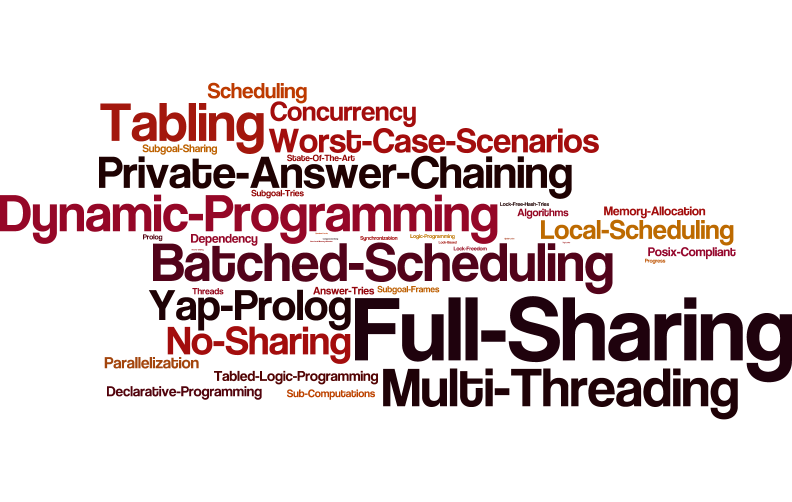 Scheduling
Tabling
Concurrency
Worst-Case-Scenarios
Subgoal-Sharing
State-Of-The-Art
Private-Answer-Chaining
Subgoal-Tries
Dynamic-Programming
Lock-Free-Hash-Tries
Algorithms
Memory-Allocation
Local-Scheduling
Prolog
Dependency
Synchronization
Logic-Programming
Lock-Based
Lock-Freedom
Batched-Scheduling
Posix-Compliant
Progress
Threads
Answer-Tries
Subgoal-Frames
Yap-Prolog
Full-Sharing
No-Sharing
Parallelization
Tabled-Logic-Programming
Multi-Threading
Declarative-Programming
Sub-Computations